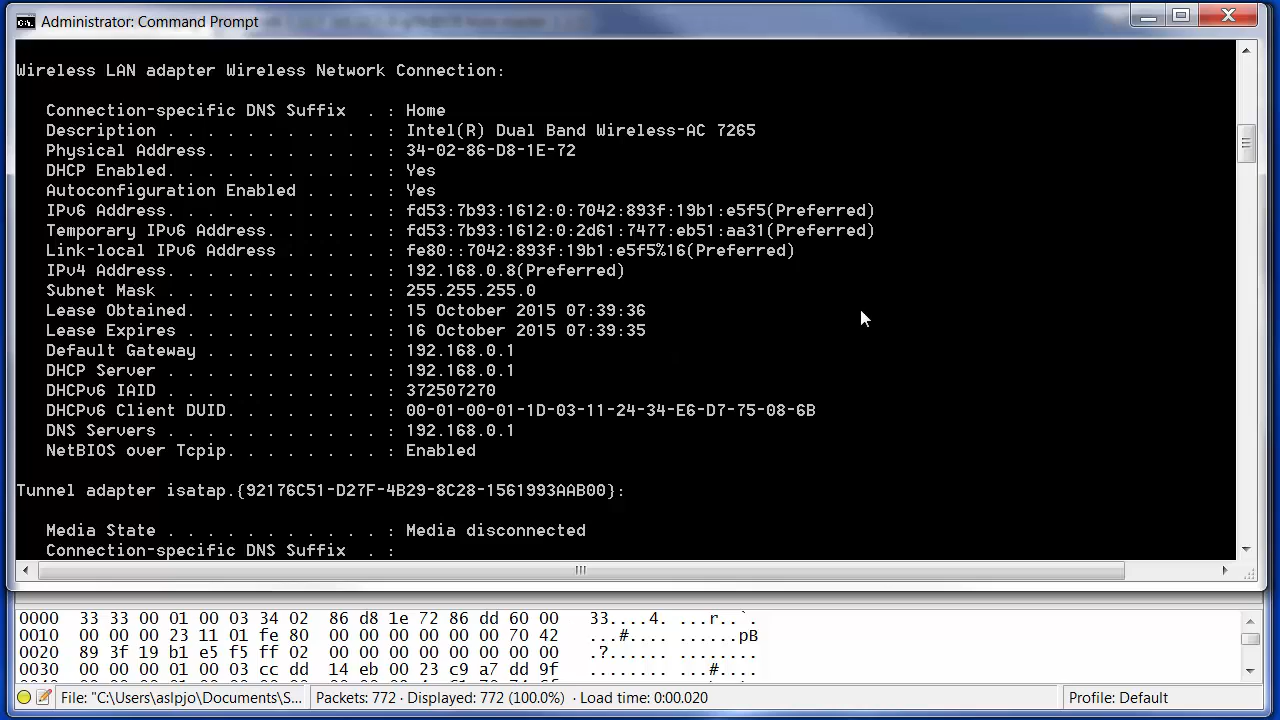 Administrator: Command Prompt
Wireless LAN adapter Wireless Network Connection:
Connection-specific DNS Suffix . : Home
Description . . . . . . . . . . . : Intel(R) Dual Band Wireless-AC 7265
Physical Address. . . . . . . . . : 34-02-86-D8-1E-72
DHCP Enabled. . . . . . . . . . . : Yes
Autoconfiguration Enabled . . . . : Yes
IPv6 Address. . . . . . . . . . . : fd53:7b93:1612:0:7042:893f:19b1:e5f5(Preferred)
Temporary IPv6 Address. . . . . . : fd53:7b93:1612:0:2d61:7477:eb51:aa31(Preferred)
Link-local IPv6 Address . . . . . : fe80::7042:893f:19b1:e5f5%16(Preferred)
IPv4 Address. . . . . . . . . . . : 192.168.0.8(Preferred)
Subnet Mask . . . . . . . . . . . : 255.255.255.0
Lease Obtained. . . . . . . . . . : 15 October 2015 07:39:36
Lease Expires . . . . . . . . . . : 16 October 2015 07:39:35
Default Gateway . . . . . . . . . : 192.168.0.1
DHCP Server . . . . . . . . . . . : 192.168.0.1
DHCPv6 IAID . . . . . . . . . . . : 372507270
DHCPv6 Client DUID. . . . . . . . : 00-01-00-01-1D-03-11-24-34-E6-D7-75-08-6B
DNS Servers . . . . . . . . . . . : 192.168.0.1
NetBIOS over Tcpip. . . . . . . . : Enabled
Tunnel adapter isatap.{92176C51-D27F-4B29-8C28-1561993AAB00}:
Media State . . . . . . . . . . . : Media disconnected
Connection-specific DNS Suffix . :
0000 33 33 00 01 00 03 34 02 86 d8 1e 72 86 dd 60 00 33....4. ...r..`.
0010 00 00 00 23 11 01 fe 80 00 00 00 00 00 00 70 42 ...#.... ......pB
0020 89 3f 19 b1 e5 f5 ff 02 00 00 00 00 00 00 00 00 .?...... ........
0030 00 00 00 01 00 03 cc dd 14 eb 00 23 c9 a7 dd 9f ........ ...#....
File: "C:\Users\aslpjo\Documents\S... Packets: 772 · Displayed: 772 (100.0%) · Load time: 0:00.020 Profile: Default